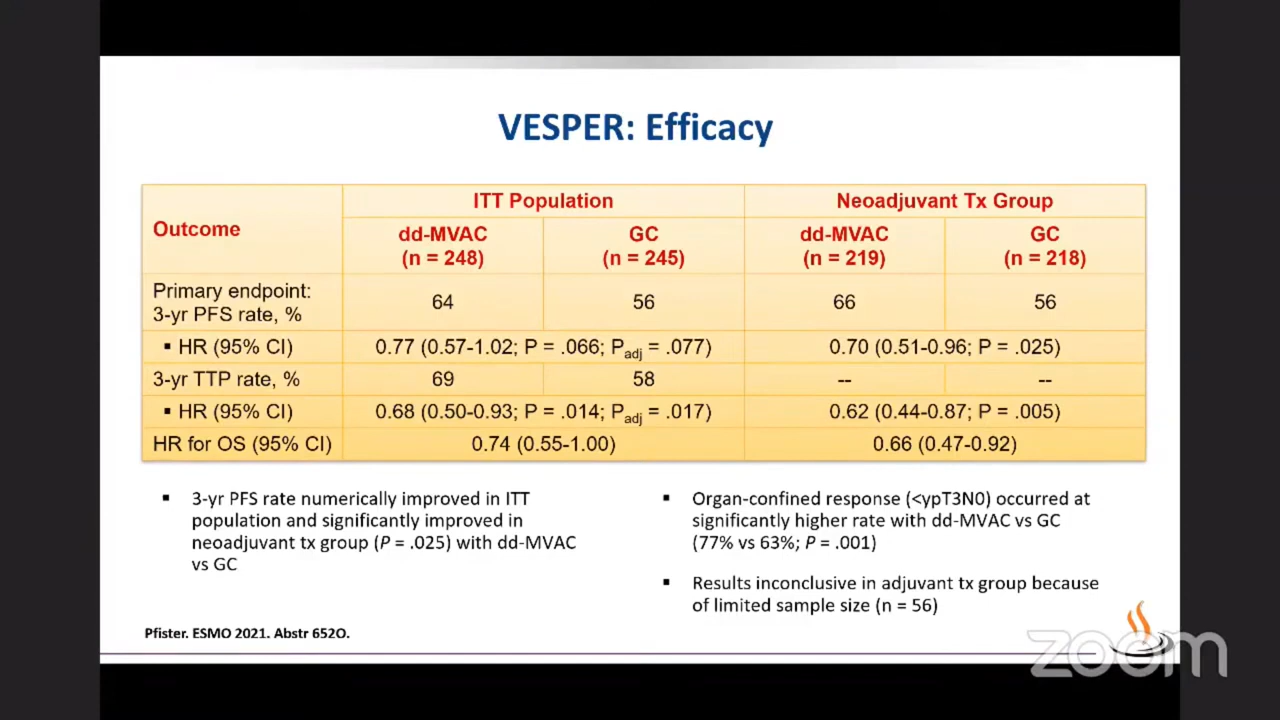 VESPER: Efficacy
Outcome
ITT Population
Neoadjuvant Tx Group
dd-MVAC
(n = 248)
GC
(n = 245)
dd-MVAC
(n = 219)
GC
(n = 218)
Primary endpoint:
3-yr PFS rate, %
64
56
66
56
▪ HR (95% CI)
0.77 (0.57-1.02; P = .066; Padj = .077)
0.70 (0.51-0.96; P = .025)
3-yr TTP rate, %
69
58
--
--
▪ HR (95% CI)
0.68 (0.50-0.93; P = .014; Padj = .017)
0.62 (0.44-0.87; P = .005)
HR for OS (95% CI)
0.74 (0.55-1.00)
0.66 (0.47-0.92)
▪ 3-yr PFS rate numerically improved in ITT
population and significantly improved in
neoadjuvant tx group (P = .025) with dd-MVAC
vs GC
▪ Organ-confined response (<ypT3N0) occurred at
significantly higher rate with dd-MVAC vs GC
(77% vs 63%; P = .001)
▪ Results inconclusive in adjuvant tx group because
of limited sample size (n = 56)
Pfister. ESMO 2021. Abstr 652O.
zoom